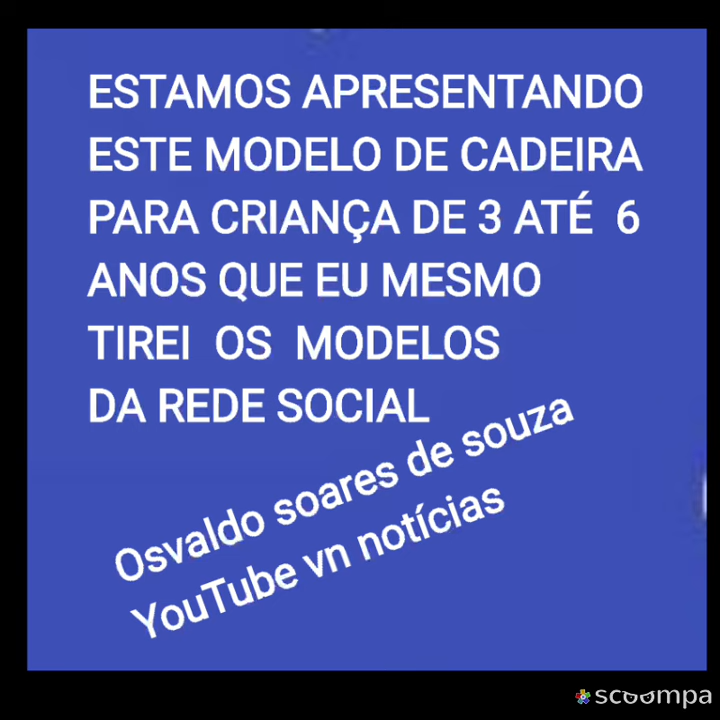 ESTAMOS APRESENTANDO
ESTE MODELO DE CADEIRA
PARA CRIANÇA DE 3 ATÉ 6
ANOS QUE EU MESMO
TIREI OS MODELOS
DA REDE SOCIAL
Osvaldo soares de souza
YouTube vn notícias
scoompa